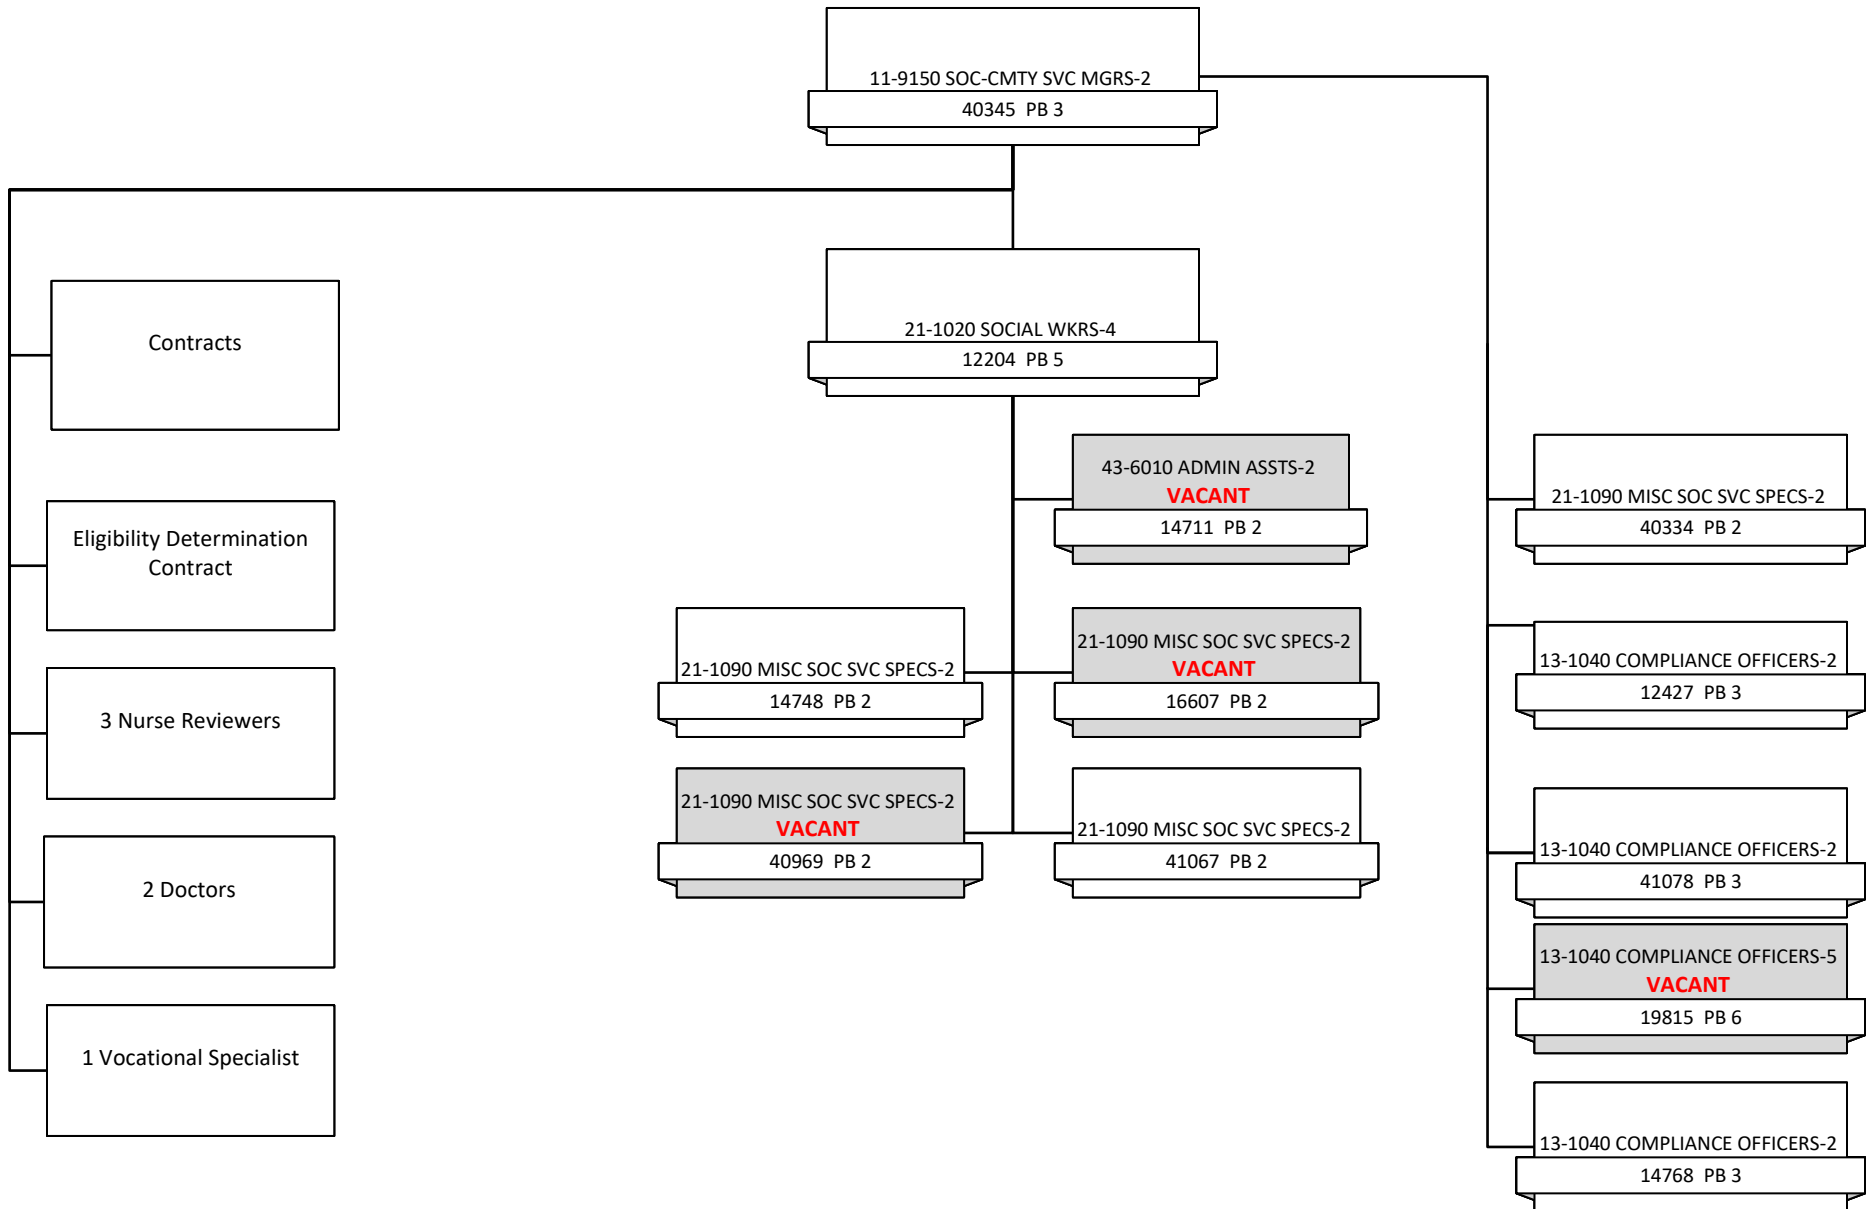 11-9150 SOC-CMTY SVC MGRS-2
40345 PB 3
Contracts
Eligibility Determination
Contract
3 Nurse Reviewers
2 Doctors
1 Vocational Specialist
21-1020 SOCIAL WKRS-4
12204 PB 5
43-6010 ADMIN ASSTS-2
VACANT
14711 PB 2
21-1090 MISC SOC SVC SPECS-2
14748 PB 2
21-1090 MISC SOC SVC SPECS-2
VACANT
16607 PB 2
21-1090 MISC SOC SVC SPECS-2
VACANT
40969 PB 2
21-1090 MISC SOC SVC SPECS-2
41067 PB 2
21-1090 MISC SOC SVC SPECS-2
40334 PB 2
13-1040 COMPLIANCE OFFICERS-2
12427 PB 3
13-1040 COMPLIANCE OFFICERS-2
41078 PB 3
13-1040 COMPLIANCE OFFICERS-5
VACANT
19815 PB 6
13-1040 COMPLIANCE OFFICERS-2
14768 PB 3